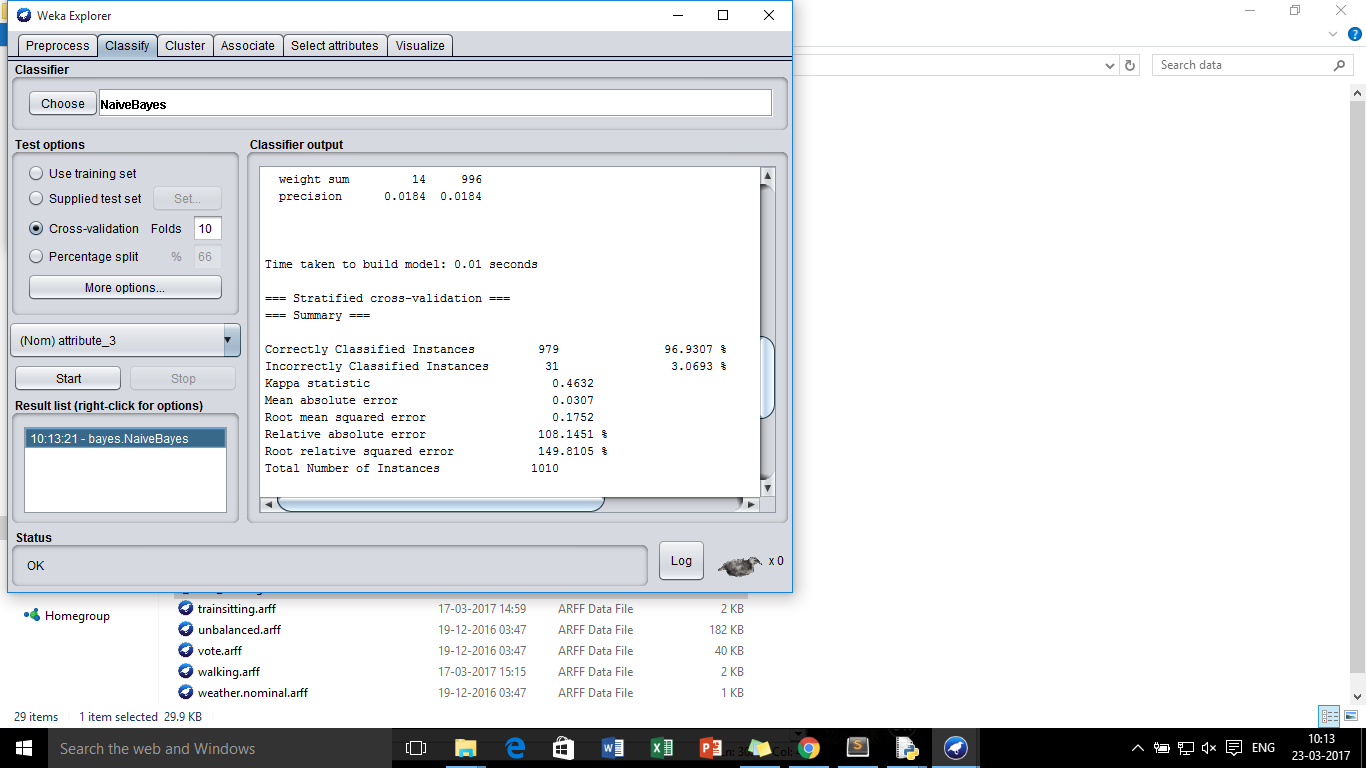 Weka Explorer
Preprocess Classify Cluster Associate Select attributes Visualize
Classifier
Choose NaiveBayes
Test options
Use training set
Supplied test set Set...
Cross-validation Folds 10
Percentage split % 66
More options...
(Nom) attribute_3
Start Stop
Result list (right-click for options)
10:13:21 - bayes.NaiveBayes
Classifier output
weight sum 14 996
precision 0.0184 0.0184
Time taken to build model: 0.01 seconds
=== Stratified cross-validation ===
=== Summary ===
Correctly Classified Instances 979 96.9307 %
Incorrectly Classified Instances 31 3.0693 %
Kappa statistic 0.4632
Mean absolute error 0.0307
Root mean squared error 0.1752
Relative absolute error 108.1451 %
Root relative squared error 149.8105 %
Total Number of Instances 1010
Status
OK
Log x 0
Search data
Homegroup
trainsitting.arff 17-03-2017 14:59 ARFF Data File 2 KB
unbalanced.arff 19-12-2016 03:47 ARFF Data File 182 KB
vote.arff 19-12-2016 03:47 ARFF Data File 40 KB
walking.arff 17-03-2017 15:15 ARFF Data File 2 KB
weather.nominal.arff 19-12-2016 03:47 ARFF Data File 1 KB
29 items 1 item selected 29.9 KB
Search the web and Windows
ENG
10:13
23-03-2017